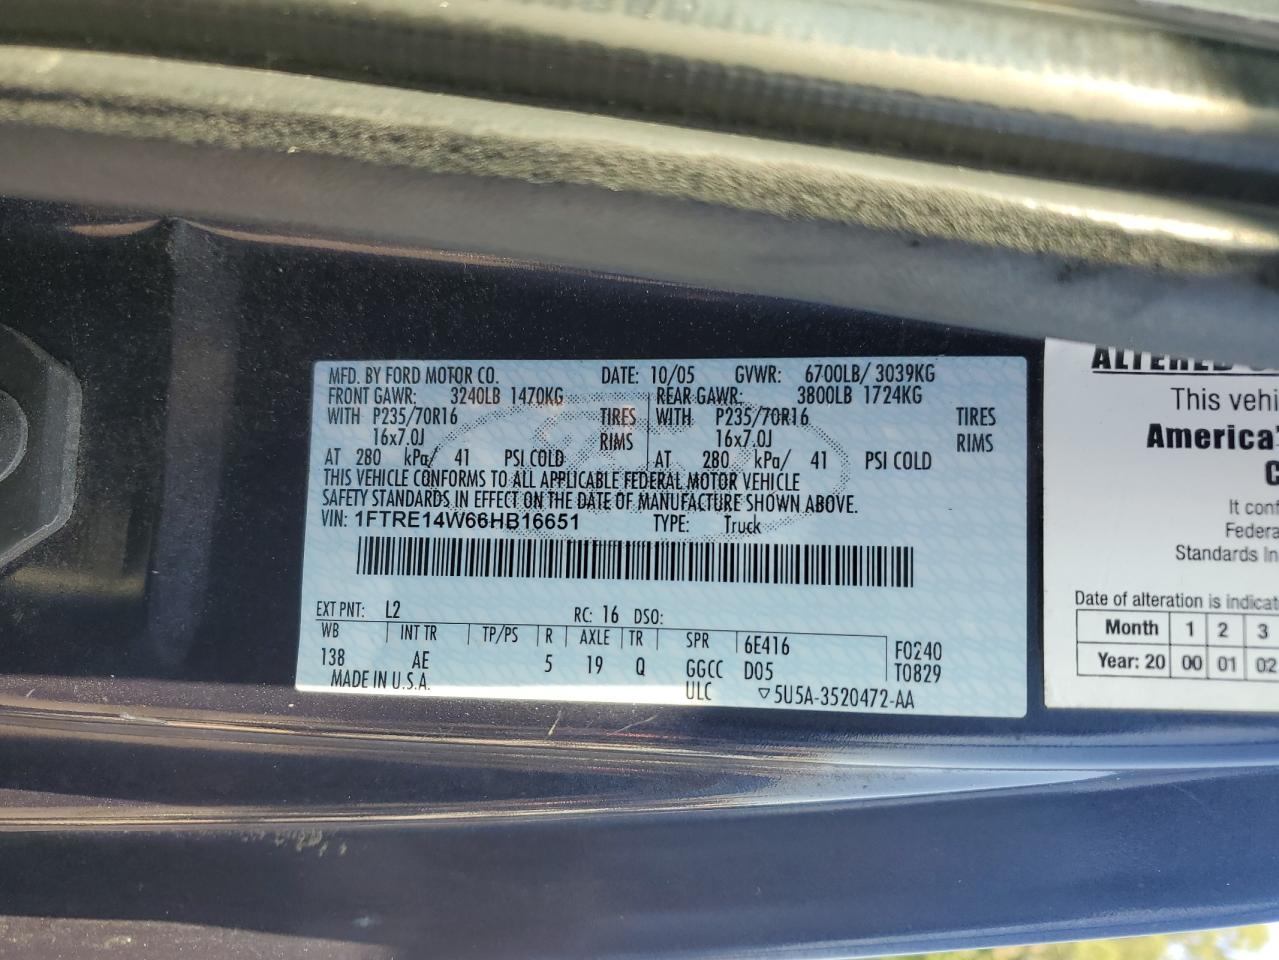 MFD. BY FORD MOTOR CO. DATE: 10/05 GVWR: 6700LB/ 3039KG
FRONT GAWR: 3240LB 1470KG REAR GAWR: 3800LB 1724KG
WITH P235/70R16 TIRES WITH P235/70R16 TIRES
16x7.0J RIMS 16x7.0J RIMS
AT 280 kPa/ 41 PSI COLD AT 280 kPa/ 41 PSI COLD
THIS VEHICLE CONFORMS TO ALL APPLICABLE FEDERAL MOTOR VEHICLE
SAFETY STANDARDS IN EFFECT ON THE DATE OF MANUFACTURE SHOWN ABOVE.
VIN: 1FTRE14W66HB16651 TYPE: Truck
EXT PNT: L2 RC: 16 DSO:
WB INT TR TP/PS R AXLE TR SPR 6E416 F0240
138 AE 5 19 Q GGCC D05 T0829
MADE IN U.S.A. ULC ▽5U5A-3520472-AA
ALTERED
This vehi
America'
C
It conf
Federa
Standards In
Date of alteration is indicat
Month 1 2 3
Year: 20 00 01 02